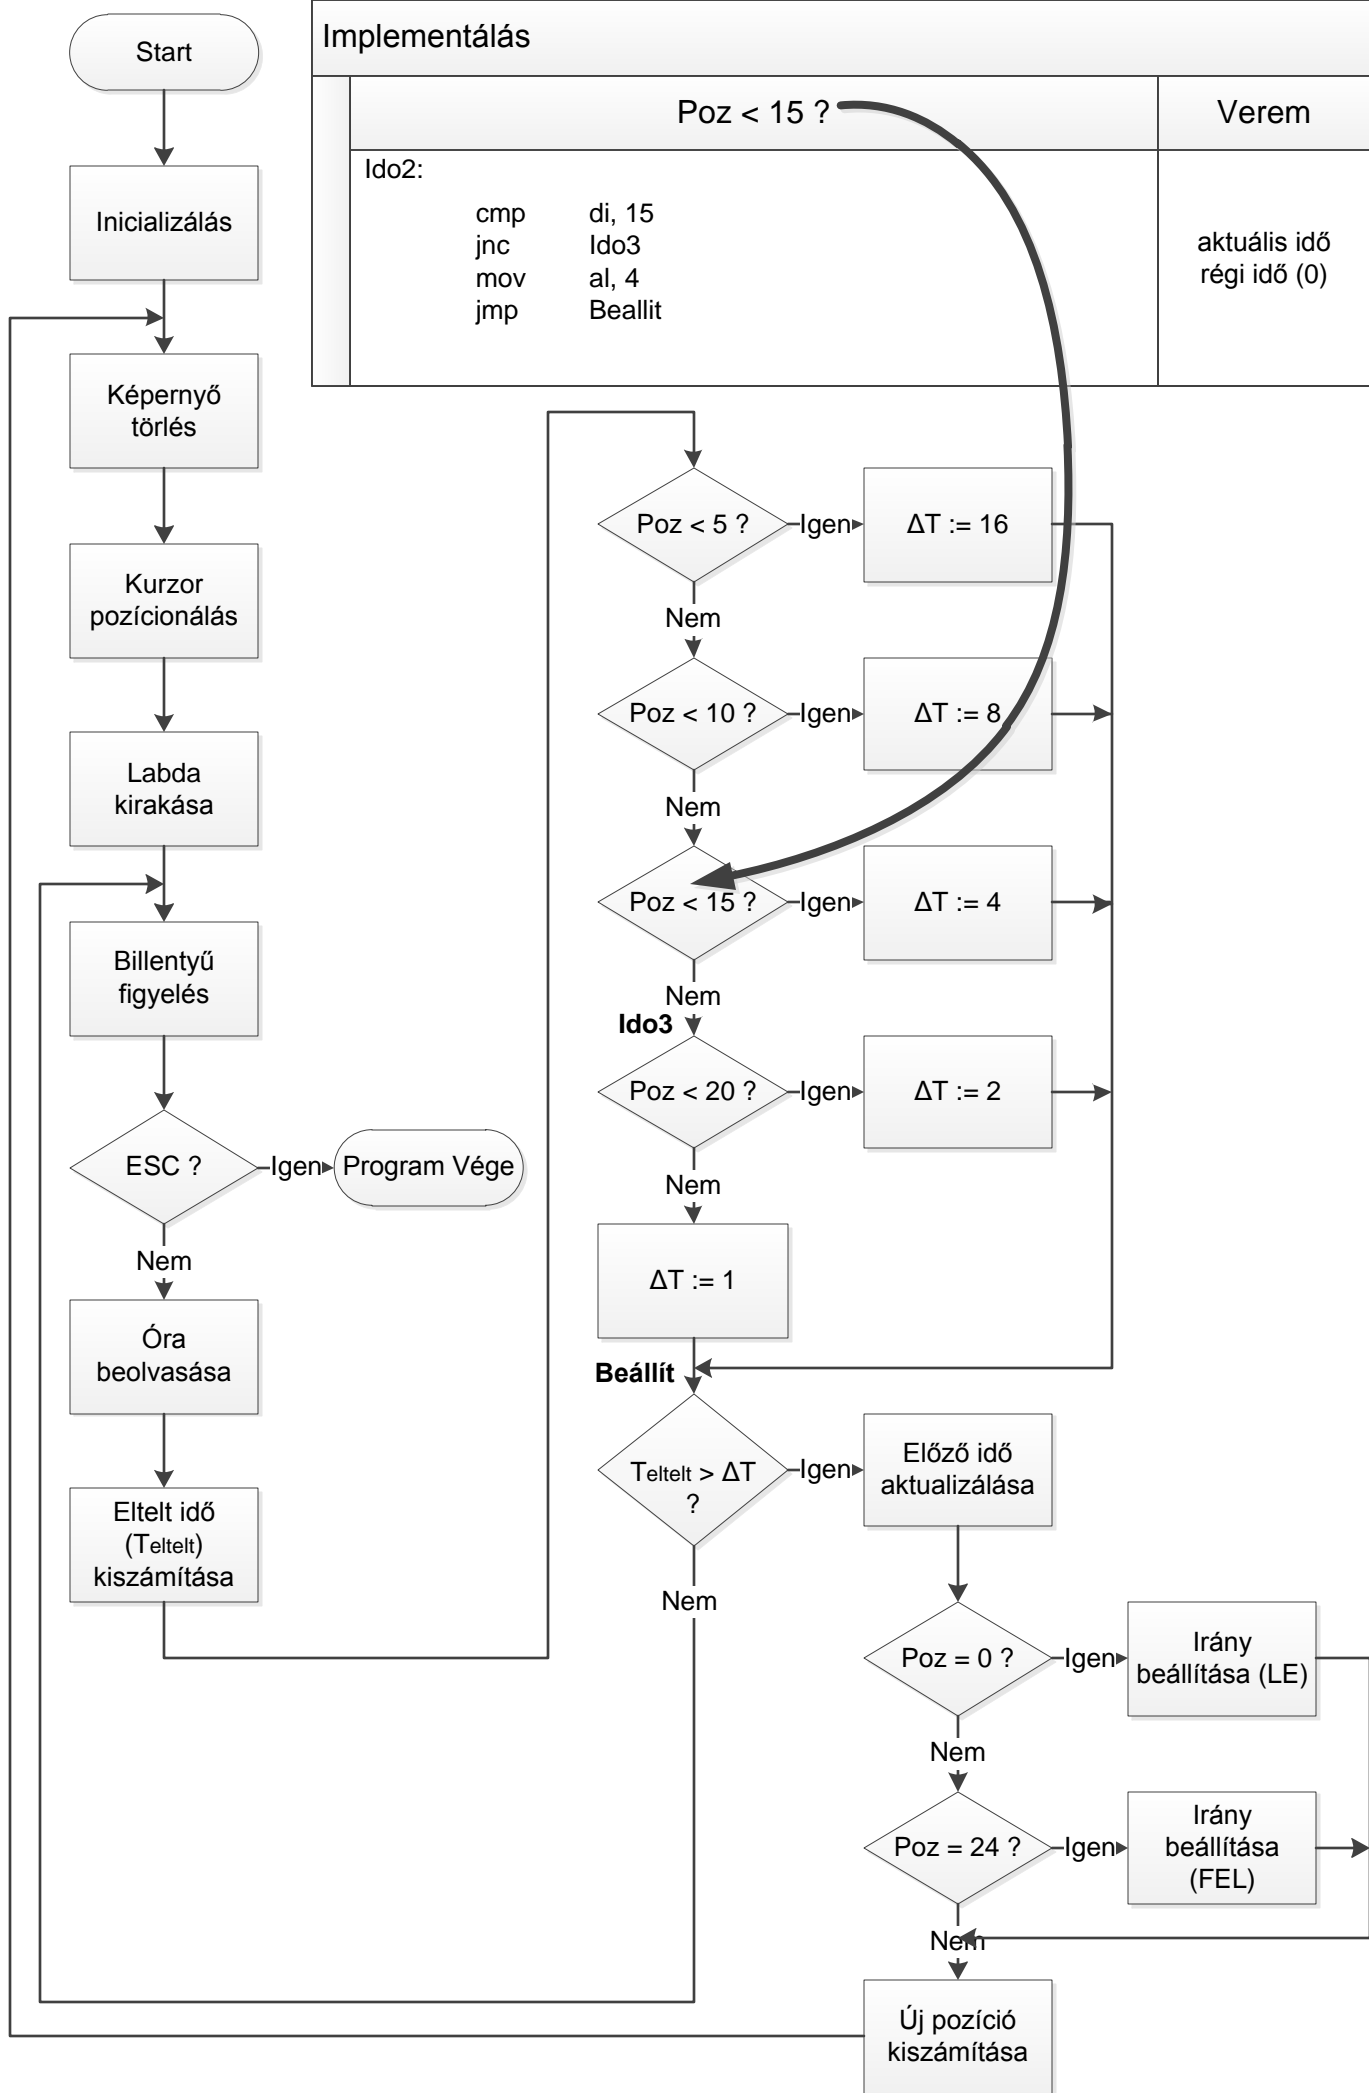 Start
Implementálás
Poz < 15 ?
Verem
Ido2:
cmp di, 15
jnc Ido3
mov al, 4
jmp Beallit
aktuális idő
régi idő (0)
Inicializálás
Képernyő
törlés
Kurzor
pozícionálás
Labda
kirakása
Billentyű
figyelés
ESC ?
Igen
Program Vége
Nem
Óra
beolvasása
Eltelt idő
(Teltelt)
kiszámítása
Poz < 5 ?
Igen
ΔT := 16
Nem
Poz < 10 ?
Igen
ΔT := 8
Nem
Poz < 15 ?
Igen
ΔT := 4
Nem
Ido3
Poz < 20 ?
Igen
ΔT := 2
Nem
ΔT := 1
Beállít
Teltelt > ΔT
?
Igen
Előző idő
aktualizálása
Nem
Poz = 0 ?
Igen
Irány
beállítása (LE)
Nem
Poz = 24 ?
Igen
Irány
beállítása
(FEL)
Nem
Új pozíció
kiszámítása